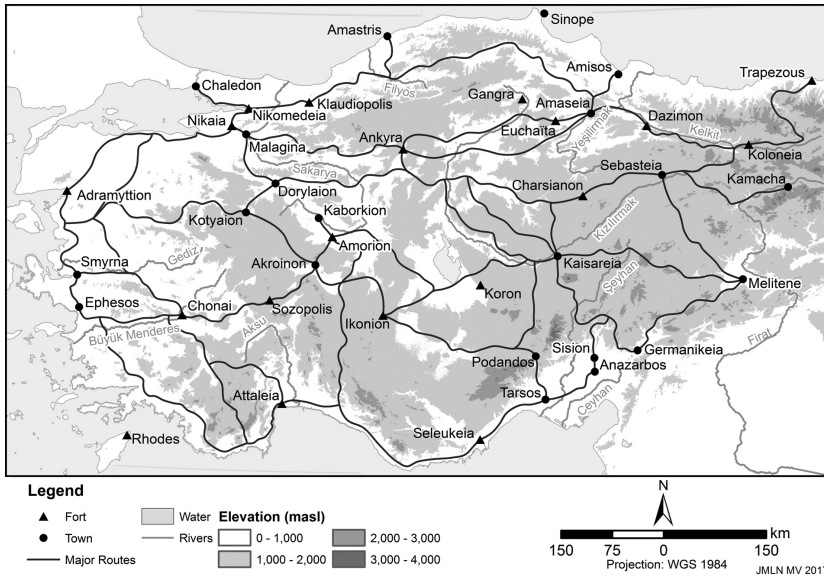 Sinope
Amastris
Amisos
Trapezous
Chaledon
Filyos
Klaudiopolis
Gangra
Amaseia
Nikomedeia
Nikaia
Euchaïta
Dazimon
Yeşilırmak
Kelkit
Malagina
Ankyra
Koloneia
Sakarya
Sebasteia
Dorylaion
Charsianon
Kamacha
Adramyttion
Kaborkion
Kotyaion
Kızılırmak
Amorion
Gediz
Smyrna
Akroinon
Kaisareia
Şeyhan
Melitene
Ephesos
Chonai
Sozopolis
Koron
Ikonion
Büyük Menderes
Aksu
Sision
Germanikeia
Fırat
Podandos
Anazarbos
Attaleia
Tarsos
Ceyhan
Rhodes
Seleukeia
Legend
Fort
Town
Major Routes
Water
Rivers
Elevation (masl)
0 - 1,000
1,000 - 2,000
2,000 - 3,000
3,000 - 4,000
N
km
150 75 0 150
Projection: WGS 1984
JMLN MV 2017